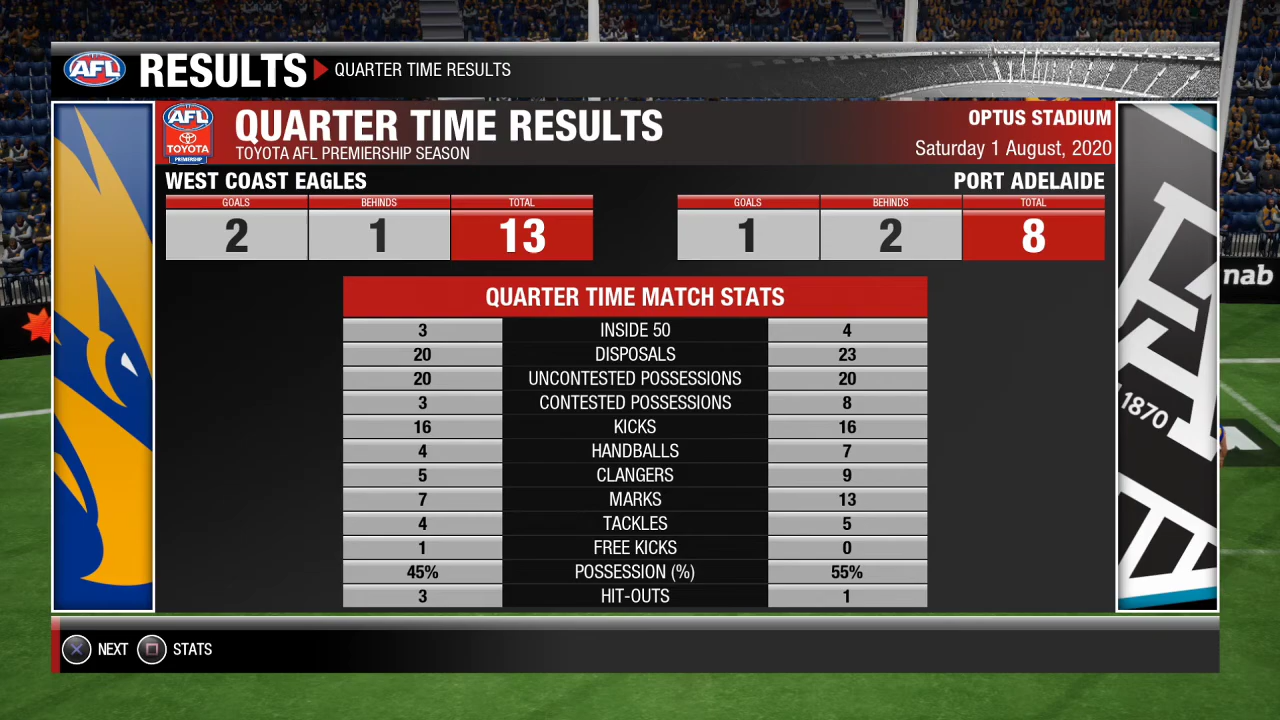 AFL RESULTS QUARTER TIME RESULTS
AFL TOYOTA PREMIERSHIP
QUARTER TIME RESULTS
TOYOTA AFL PREMIERSHIP SEASON
OPTUS STADIUM
Saturday 1 August, 2020
WEST COAST EAGLES
PORT ADELAIDE
GOALS BEHINDS TOTAL
2 1 13
GOALS BEHINDS TOTAL
1 2 8
QUARTER TIME MATCH STATS
3 INSIDE 50 4
20 DISPOSALS 23
20 UNCONTESTED POSSESSIONS 20
3 CONTESTED POSSESSIONS 8
16 KICKS 16
4 HANDBALLS 7
5 CLANGERS 9
7 MARKS 13
4 TACKLES 5
1 FREE KICKS 0
45% POSSESSION (%) 55%
3 HIT-OUTS 1
1870
nab
NEXT STATS